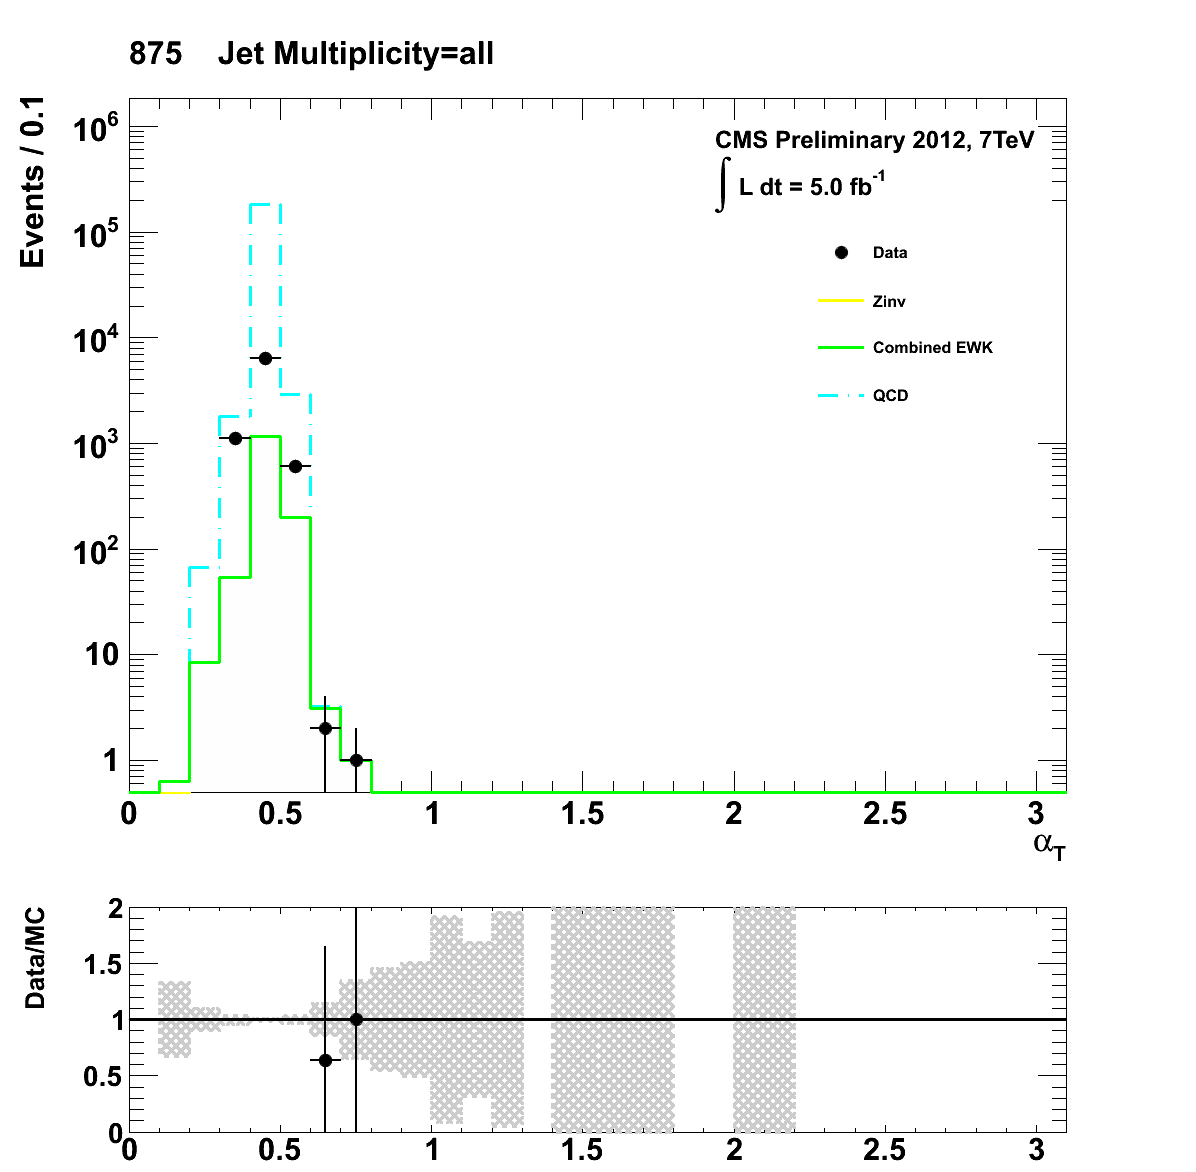 875 Jet Multiplicity=all
Events / 0.1
10^6
10^5
10^4
10^3
10^2
10
1
CMS Preliminary 2012, 7TeV
∫ L dt = 5.0 fb^-1
Data
Zinv
Combined EWK
QCD
0 0.5 1 1.5 2 2.5 3
α_T
Data/MC
2
1.5
1
0.5
0
0 0.5 1 1.5 2 2.5 3